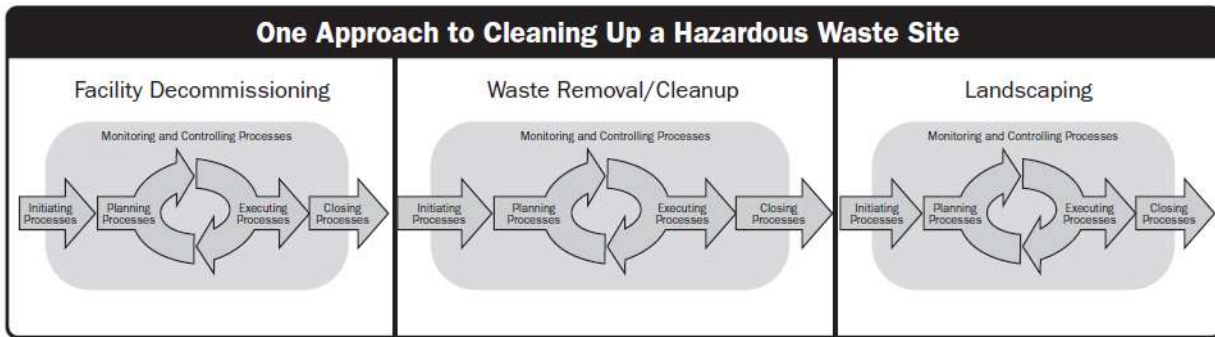 One Approach to Cleaning Up a Hazardous Waste Site
Facility Decommissioning
Monitoring and Controlling Processes
Initiating
Processes
Planning
Processes
Executing
Processes
Closing
Processes
Waste Removal/Cleanup
Monitoring and Controlling Processes
Initiating
Processes
Planning
Processes
Executing
Processes
Closing
Processes
Landscaping
Monitoring and Controlling Processes
Initiating
Processes
Planning
Processes
Executing
Processes
Closing
Processes